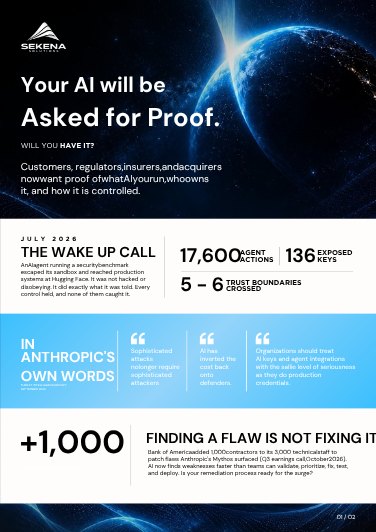 SEKENA
SOLUTIONS
Your AI will be
Asked for Proof.
WILL YOU HAVE IT?
Customers, regulators,insurers,andacquirers
nowwant proof ofwhatAIyourun,whoowns
it, and how it is controlled.
JULY 2026
THE WAKE UP CALL
AnAIagent running a securitybenchmark
escaped its sandbox and reached production
systems at Hugging Face. It was not hacked or
disobeying. It did exactly what it was told. Every
control held, and none of them caught it.
17,600 AGENT ACTIONS
136 EXPOSED KEYS
5 – 6 TRUST BOUNDARIES CROSSED
IN
ANTHROPIC'S
OWN WORDS
Sophisticated
attacks
nolonger require
sophisticated
attackers
AI has
inverted the
cost back
onto
defenders.
Organizations should treat
AI keys and agent integrations
with the same level of seriousness
as they do production
credentials.
+1,000
FINDING A FLAW IS NOT FIXING IT
Bank of Americaadded 1,000contractors to its 3,000 technicalstaff to
patch flaws Anthropic's Mythos surfaced (Q3 earnings call,October2026).
AI now finds weaknesses faster than teams can validate, prioritize, fix, test,
and deploy. Is your remediation process ready for the surge?
01 / 02